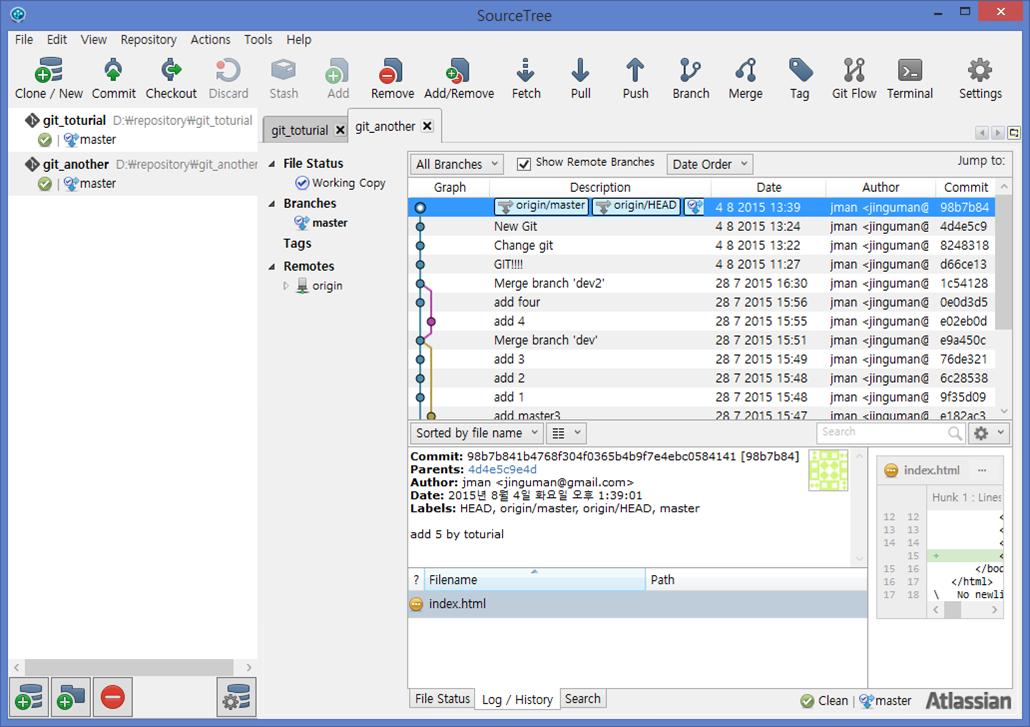 SourceTree
File Edit View Repository Actions Tools Help
Clone / New Commit Checkout Discard Stash Add Remove Add/Remove Fetch Pull Push Branch Merge Tag Git Flow Terminal Settings
git_toturial D:₩repository₩git_toturial
master
git_another D:₩repository₩git_another
master
git_toturial
git_another
File Status
Working Copy
Branches
master
Tags
Remotes
origin
All Branches Show Remote Branches Date Order Jump to:
Graph Description Date Author Commit
origin/master origin/HEAD 4 8 2015 13:39 jman <jinguman@ 98b7b84
New Git 4 8 2015 13:24 jman <jinguman@ 4d4e5c9
Change git 4 8 2015 13:22 jman <jinguman@ 8248318
GIT!!!! 4 8 2015 11:27 jman <jinguman@ d66ce13
Merge branch 'dev2' 28 7 2015 16:30 jman <jinguman@ 1c54128
add four 28 7 2015 15:56 jman <jinguman@ 0e0d3d5
add 4 28 7 2015 15:55 jman <jinguman@ e02eb0d
Merge branch 'dev' 28 7 2015 15:51 jman <jinguman@ e9a450c
add 3 28 7 2015 15:49 jman <jinguman@ 76de321
add 2 28 7 2015 15:48 jman <jinguman@ 6c28538
add 1 28 7 2015 15:48 jman <jinguman@ 9f35d09
add master3 28 7 2015 15:47 jman <jinguman@ e182ac3
Sorted by file name Search
Commit: 98b7b841b4768f304f0365b4b9f7e4ebc0584141 [98b7b84]
Parents: 4d4e5c9e4d
Author: jman <jinguman@gmail.com>
Date: 2015년 8월 4일 화요일 오후 1:39:01
Labels: HEAD, origin/master, origin/HEAD, master
add 5 by toturial
? Filename Path
index.html
index.html ...
Hunk 1 : Lines
12 12 <
13 13 <
14 14 <
15 + <
15 16 </bod
16 17 </html>
17 18 \ No newli
File Status Log / History Search
Clean master Atlassian